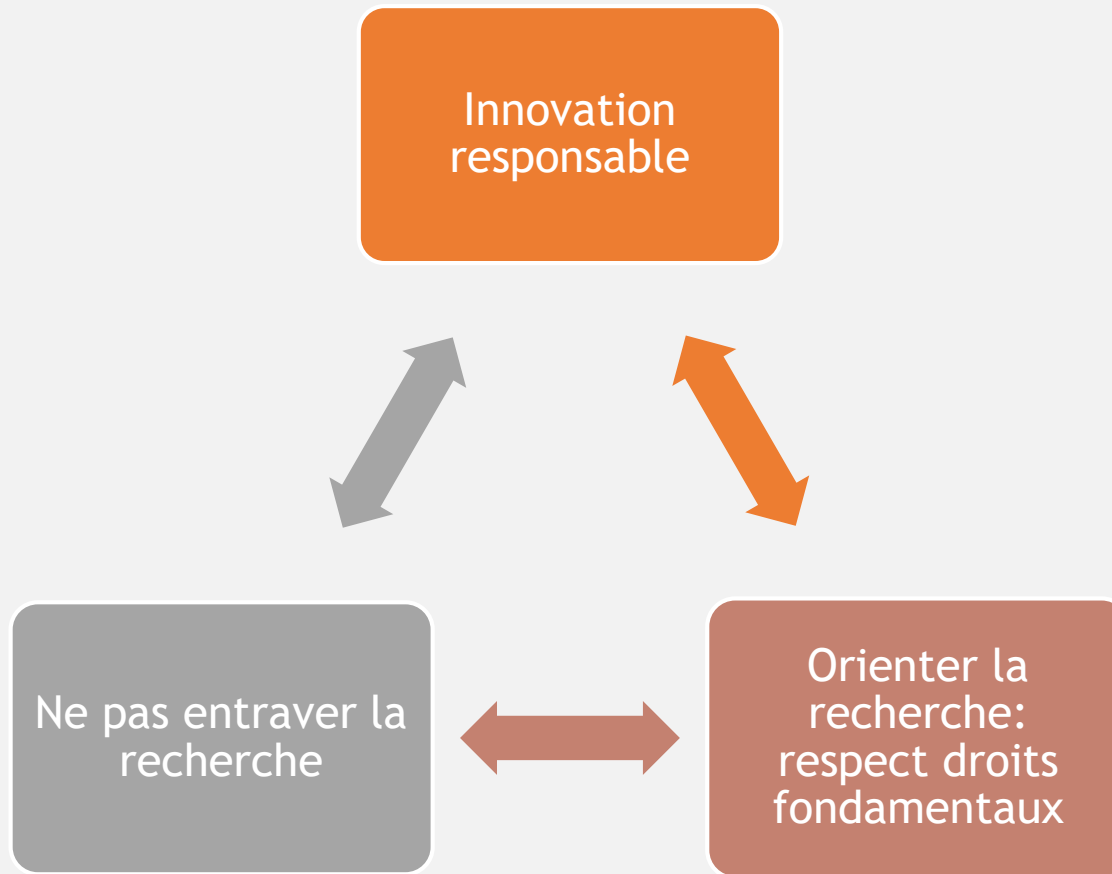 Innovation
responsable
Ne pas entraver la
recherche
Orienter la
recherche:
respect droits
fondamentaux